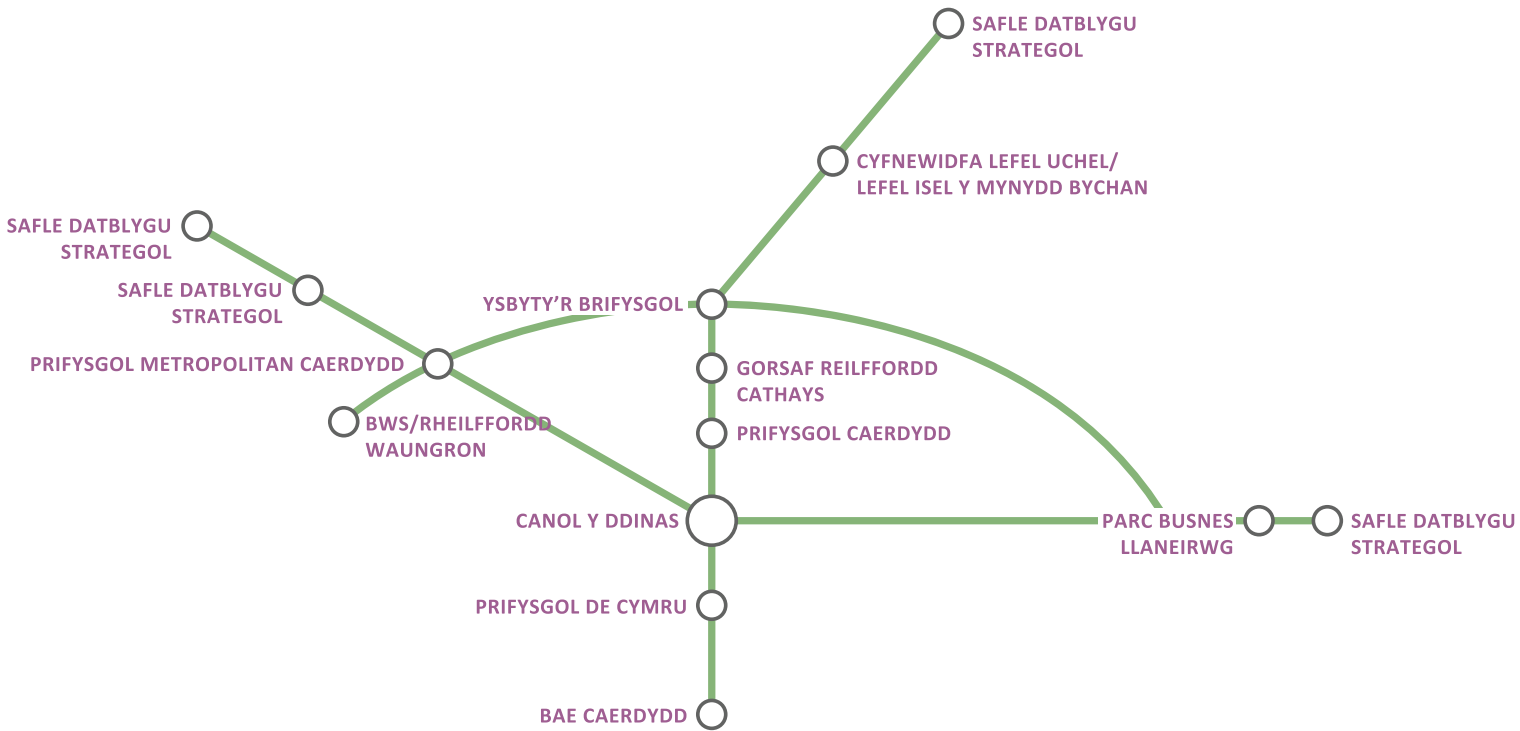 SAFLE DATBLYGU
STRATEGOL
CYFNEWIDFA LEFEL UCHEL/
LEFEL ISEL Y MYNYDD BYCHAN
SAFLE DATBLYGU
STRATEGOL
SAFLE DATBLYGU
STRATEGOL
YSBYTY’R BRIFYSGOL
PRIFYSGOL METROPOLITAN CAERDYDD
GORSAF REILFFORDD
CATHAYS
BWS/RHEILFFORDD
WAUNGRON
PRIFYSGOL CAERDYDD
CANOL Y DDINAS
PARC BUSNES
LLANEIRWG
SAFLE DATBLYGU
STRATEGOL
PRIFYSGOL DE CYMRU
BAE CAERDYDD